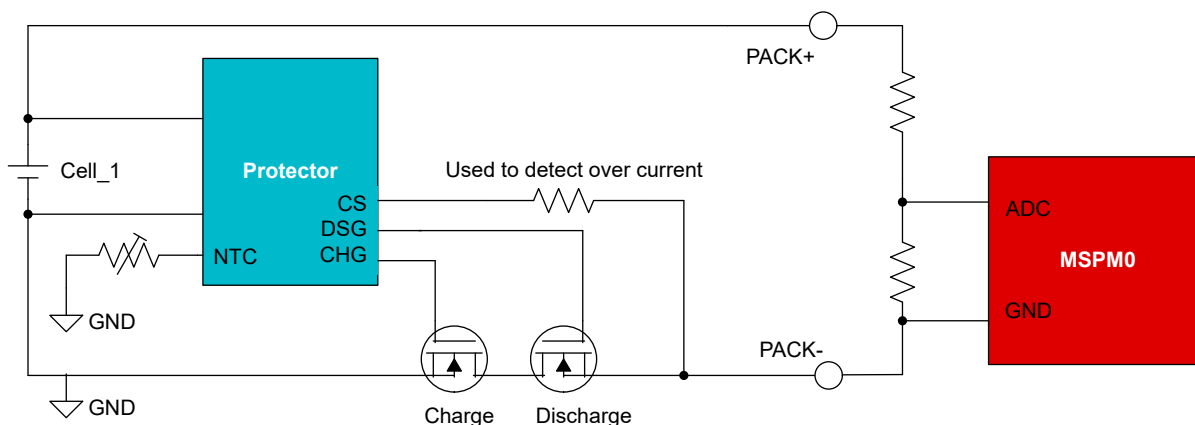 PACK+
Protector
Cell_1
Used to detect over current
CS
DSG
CHG
NTC
ADC
MSPM0
GND
GND
PACK-
GND
Charge
Discharge